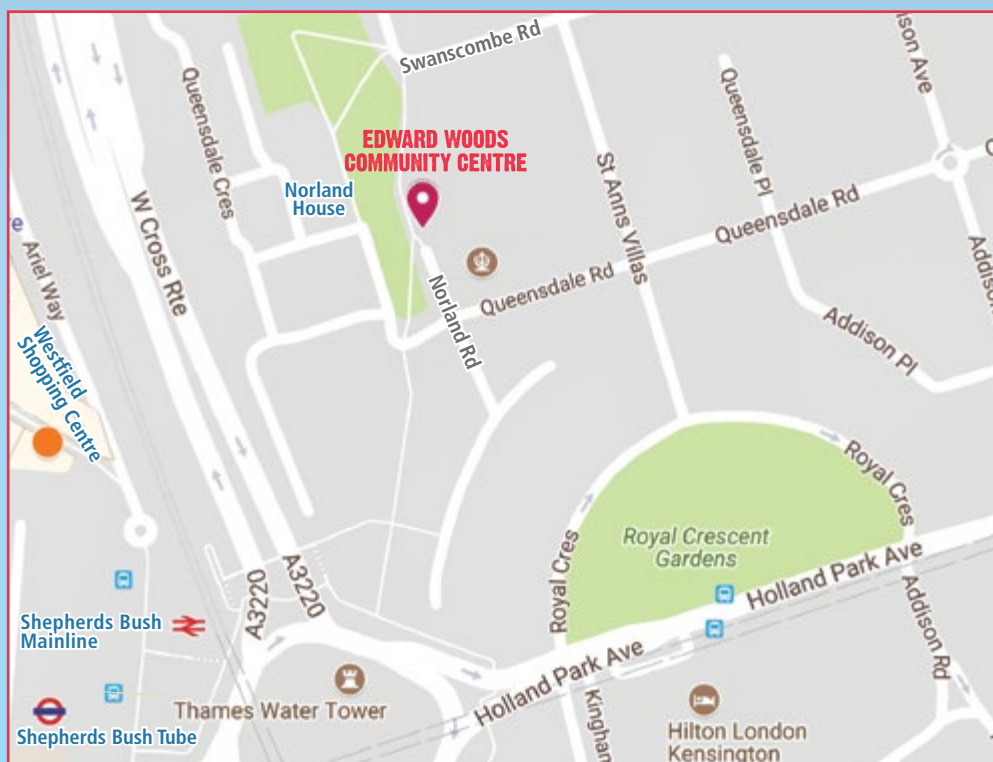 Swanscombe Rd
ison Ave
Queensdale Cres
EDWARD WOODS
COMMUNITY CENTRE
Queensdale Pl
St Anns Villas
Norland
House
W Cross Rte
Queensdale Rd
Ariel Way
Queensdale Rd
Norland Rd
Addison Pl
Westfield
Shopping Centre
Royal Cres
Royal Crescent
Gardens
Royal Cres
Holland Park Ave
A3220
A3220
Addison Rd
Shepherds Bush
Mainline
Holland Park Ave
Thames Water Tower
Shepherds Bush Tube
Kinghan
Hilton London
Kensington